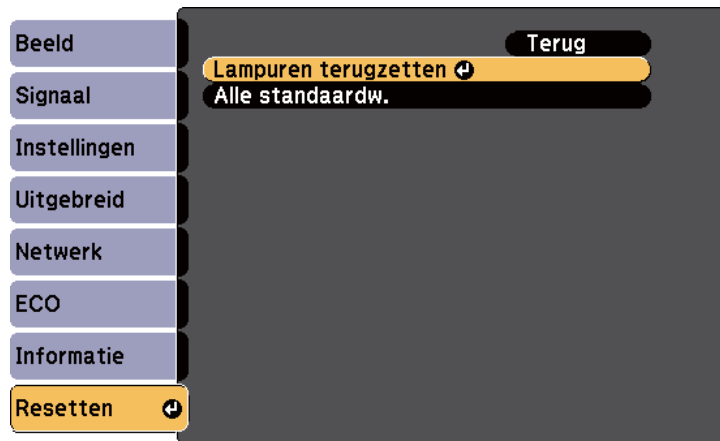 Beeld
Signaal
Instellingen
Uitgebreid
Netwerk
ECO
Informatie
Resetten
Terug
Lampuren terugzetten
Alle standaardw.